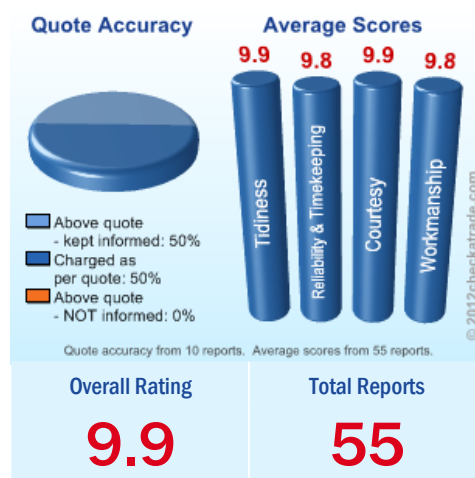 Quote Accuracy
Average Scores
9.9
9.8
9.9
9.8
Tidiness
Reliability & Timekeeping
Courtesy
Workmanship
Above quote
- kept informed: 50%
Charged as
per quote: 50%
Above quote
- NOT informed: 0%
© 2012checkatrade.com
Quote accuracy from 10 reports. Average scores from 55 reports.
Overall Rating
Total Reports
9.9
55